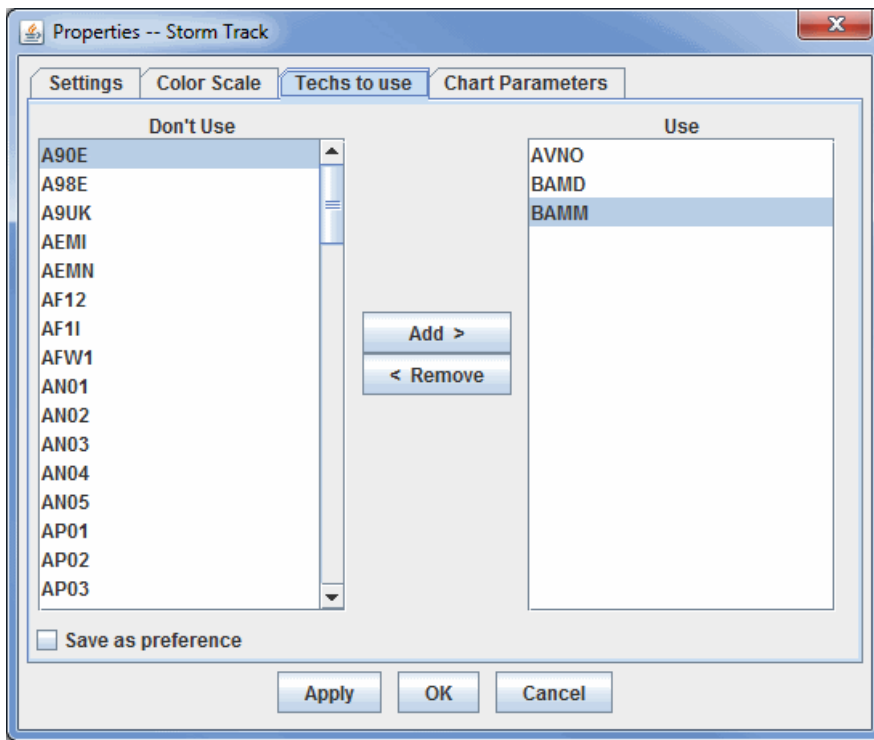 Properties -- Storm Track
Settings
Color Scale
Techs to use
Chart Parameters
Don't Use
A90E
A98E
A9UK
AEMI
AEMN
AF12
AF1I
AFW1
AN01
AN02
AN03
AN04
AN05
AP01
AP02
AP03
Add >
< Remove
Use
AVNO
BAMD
BAMM
Save as preference
Apply
OK
Cancel